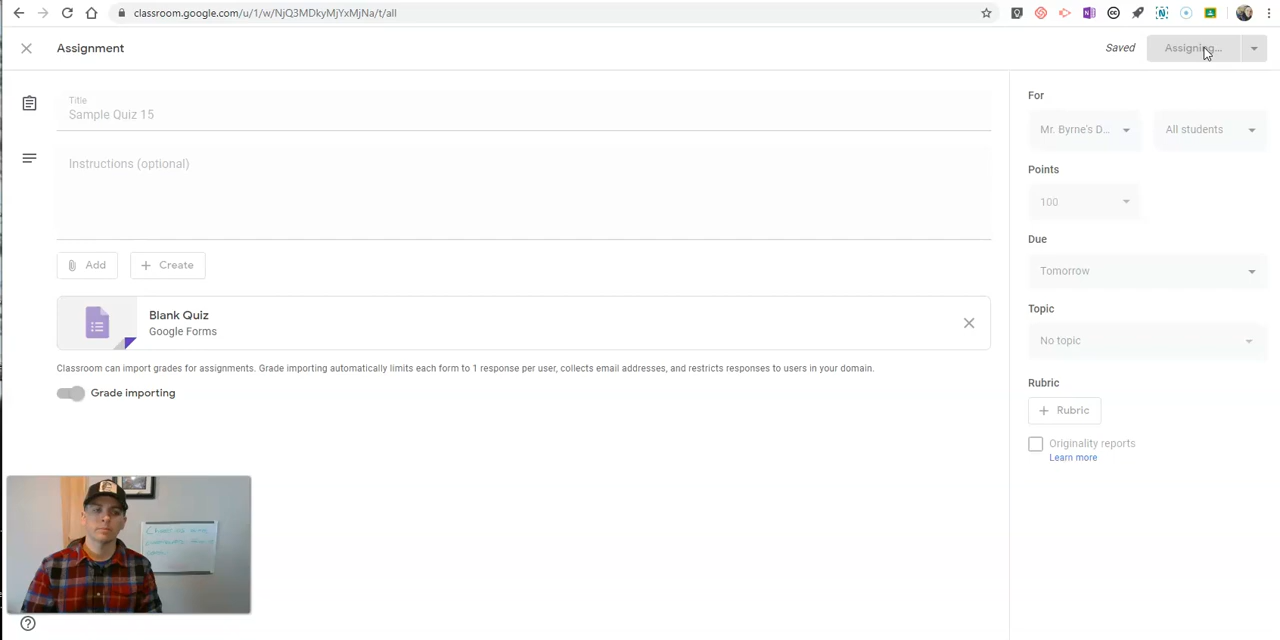 classroom.google.com/u/1/w/NjQ3MDkyMjYxMjNa/t/all
Assignment
Saved
Assigning...
Title
Sample Quiz 15
Instructions (optional)
Add
Create
Blank Quiz
Google Forms
Classroom can import grades for assignments. Grade importing automatically limits each form to 1 response per user, collects email addresses, and restricts responses to users in your domain.
Grade importing
For
Mr. Byrne's D...
All students
Points
100
Due
Tomorrow
Topic
No topic
Rubric
Rubric
Originality reports
Learn more